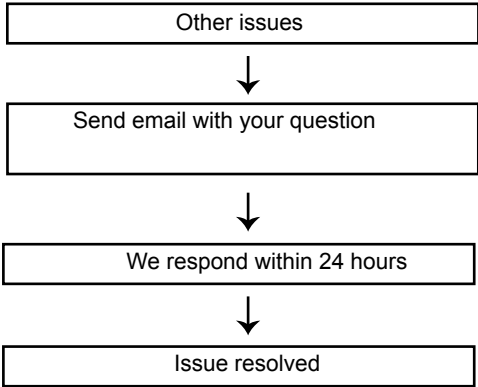 Other issues
Send email with your question
We respond within 24 hours
Issue resolved